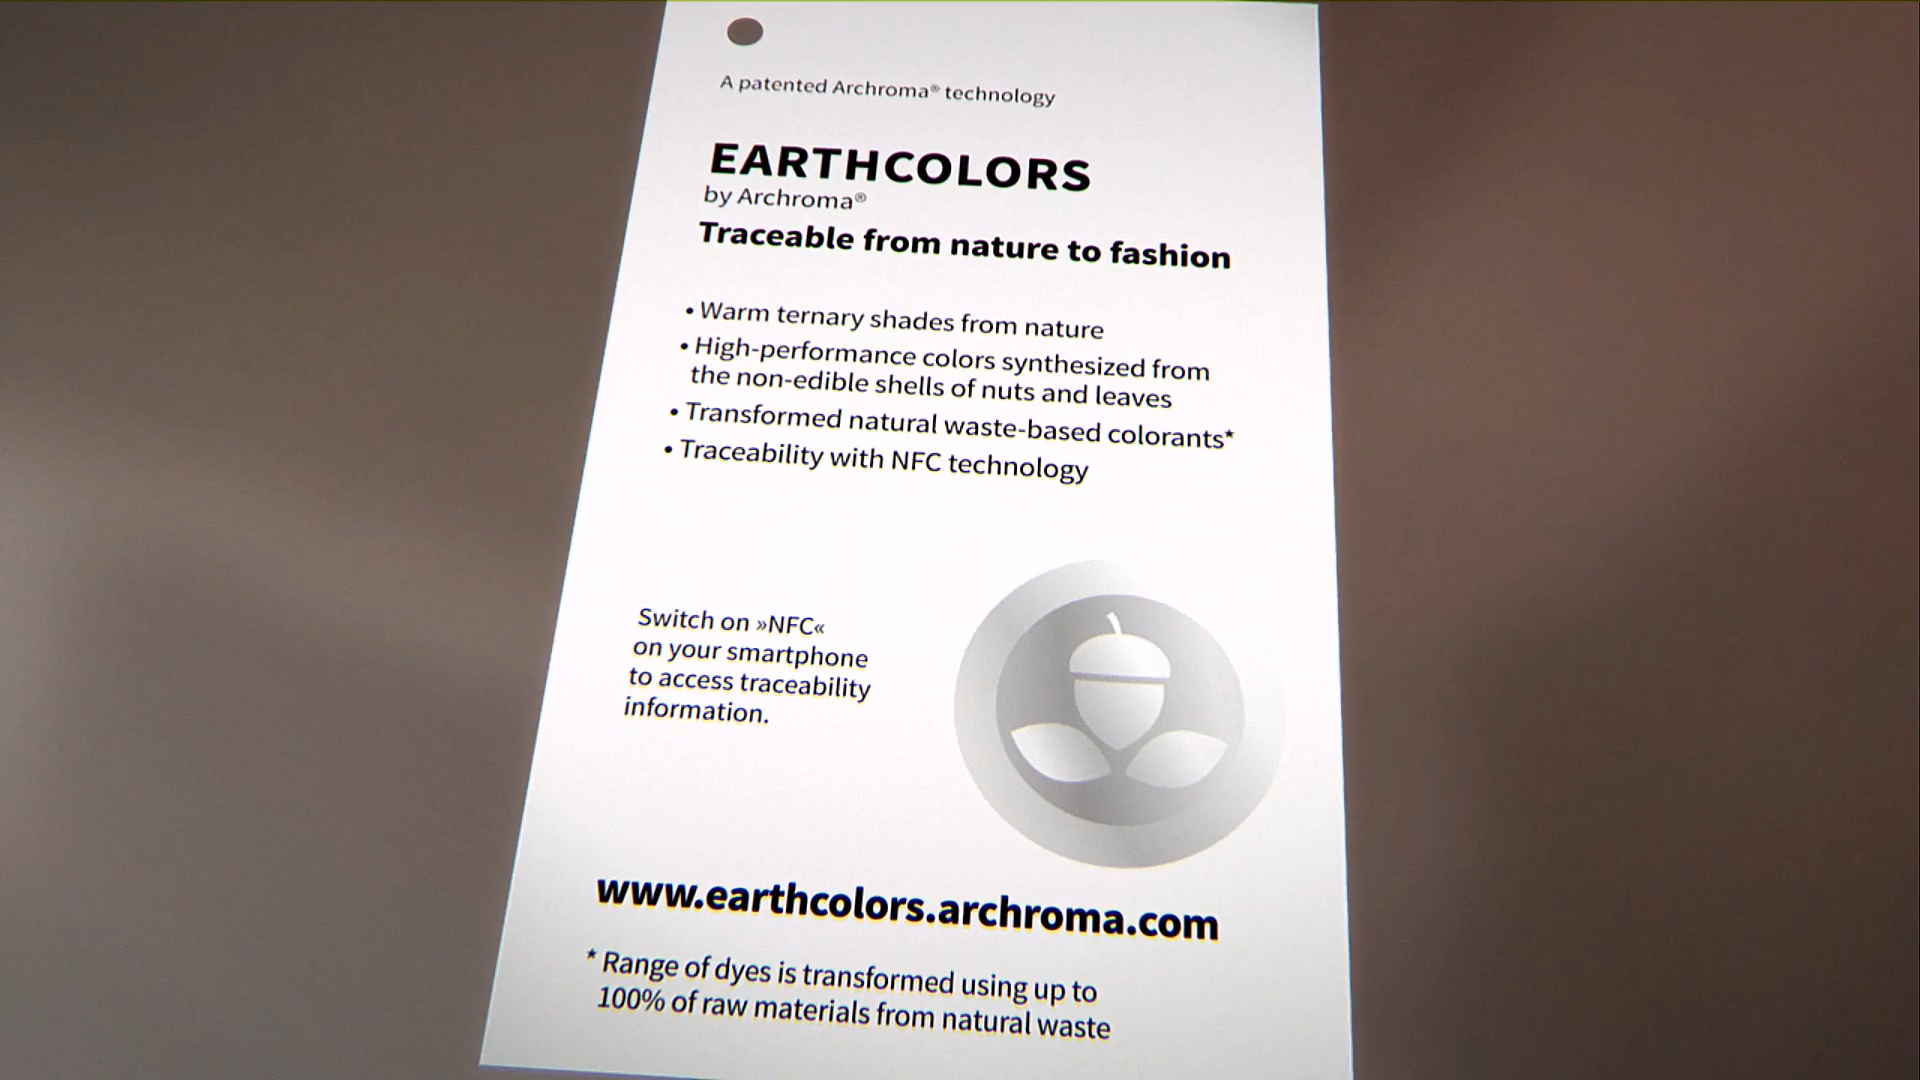 A patented Archroma® technology
EARTHCOLORS
by Archroma®
Traceable from nature to fashion
• Warm ternary shades from nature
• High-performance colors synthesized from
the non-edible shells of nuts and leaves
• Transformed natural waste-based colorants*
• Traceability with NFC technology
Switch on »NFC«
on your smartphone
to access traceability
information.
www.earthcolors.archroma.com
* Range of dyes is transformed using up to
100% of raw materials from natural waste